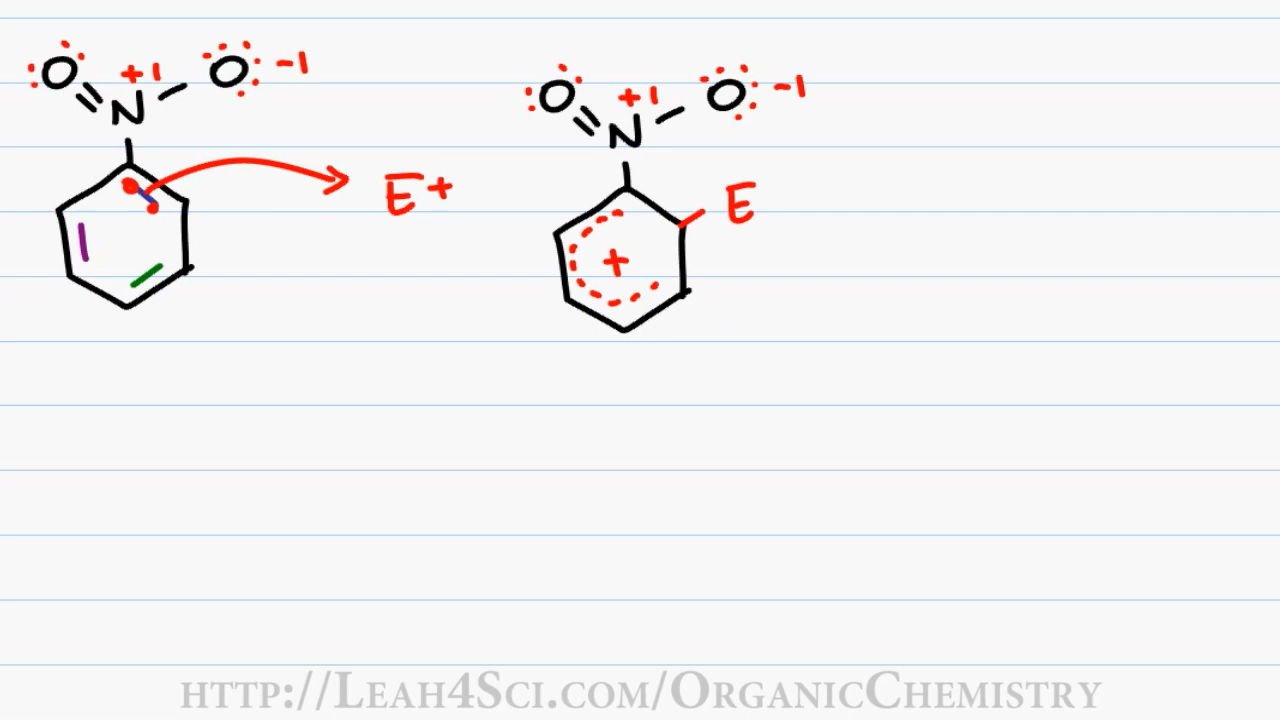 O +1 O -1
N
O +1 O -1
N
E+
E
+
HTTP://LEAH4SCI.COM/ORGANICCHEMISTRY